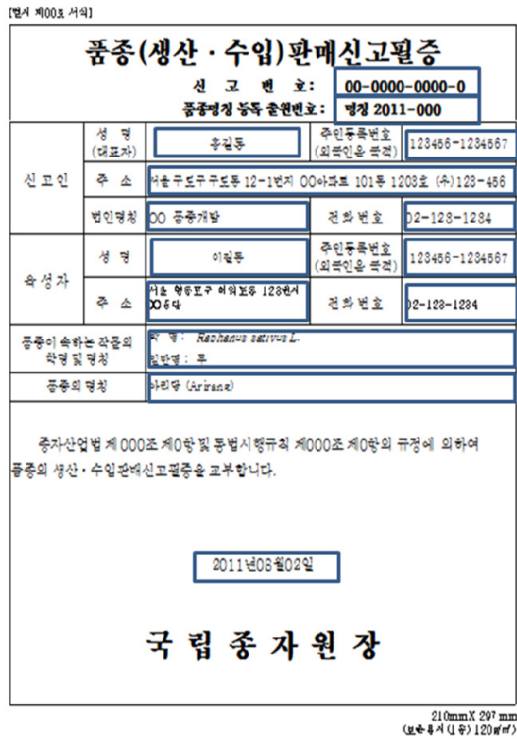 [별지 제00호 서식]
품종(생산 · 수입)판매신고필증
신 고 번 호: 00-0000-0000-0
품종명칭 등록 출원번호: 명칭 2011-000
신고인
성 명 (대표자) 홍길동 주민등록번호 (외국인은 국적) 123456-1234567
주 소 서울 구도구 구도동 12-1번지 OO아파트 101동 1203호 (우)123-456
법인명칭 OO 종종개발 전화번호 02-123-1234
육성자
성 명 이길동 주민등록번호 (외국인은 국적) 123456-1234567
주 소 서울 영등포구 여의도동 123번지 전화번호 02-123-1234
품종이 속하는 작물의 학명 및 명칭
학 명: Raphanus sativus L.
일반명: 무
품종의 명칭 아리랑 (Arirang)
종자산업법 제000조 제0항 및 동법시행규칙 제000조 제0항의 규정에 의하여
품종의 생산 · 수입판매신고필증을 교부합니다.
2011년08월02일
국립종자원장
210mmX 297 mm
(보존용지(1종) 120g/㎡)